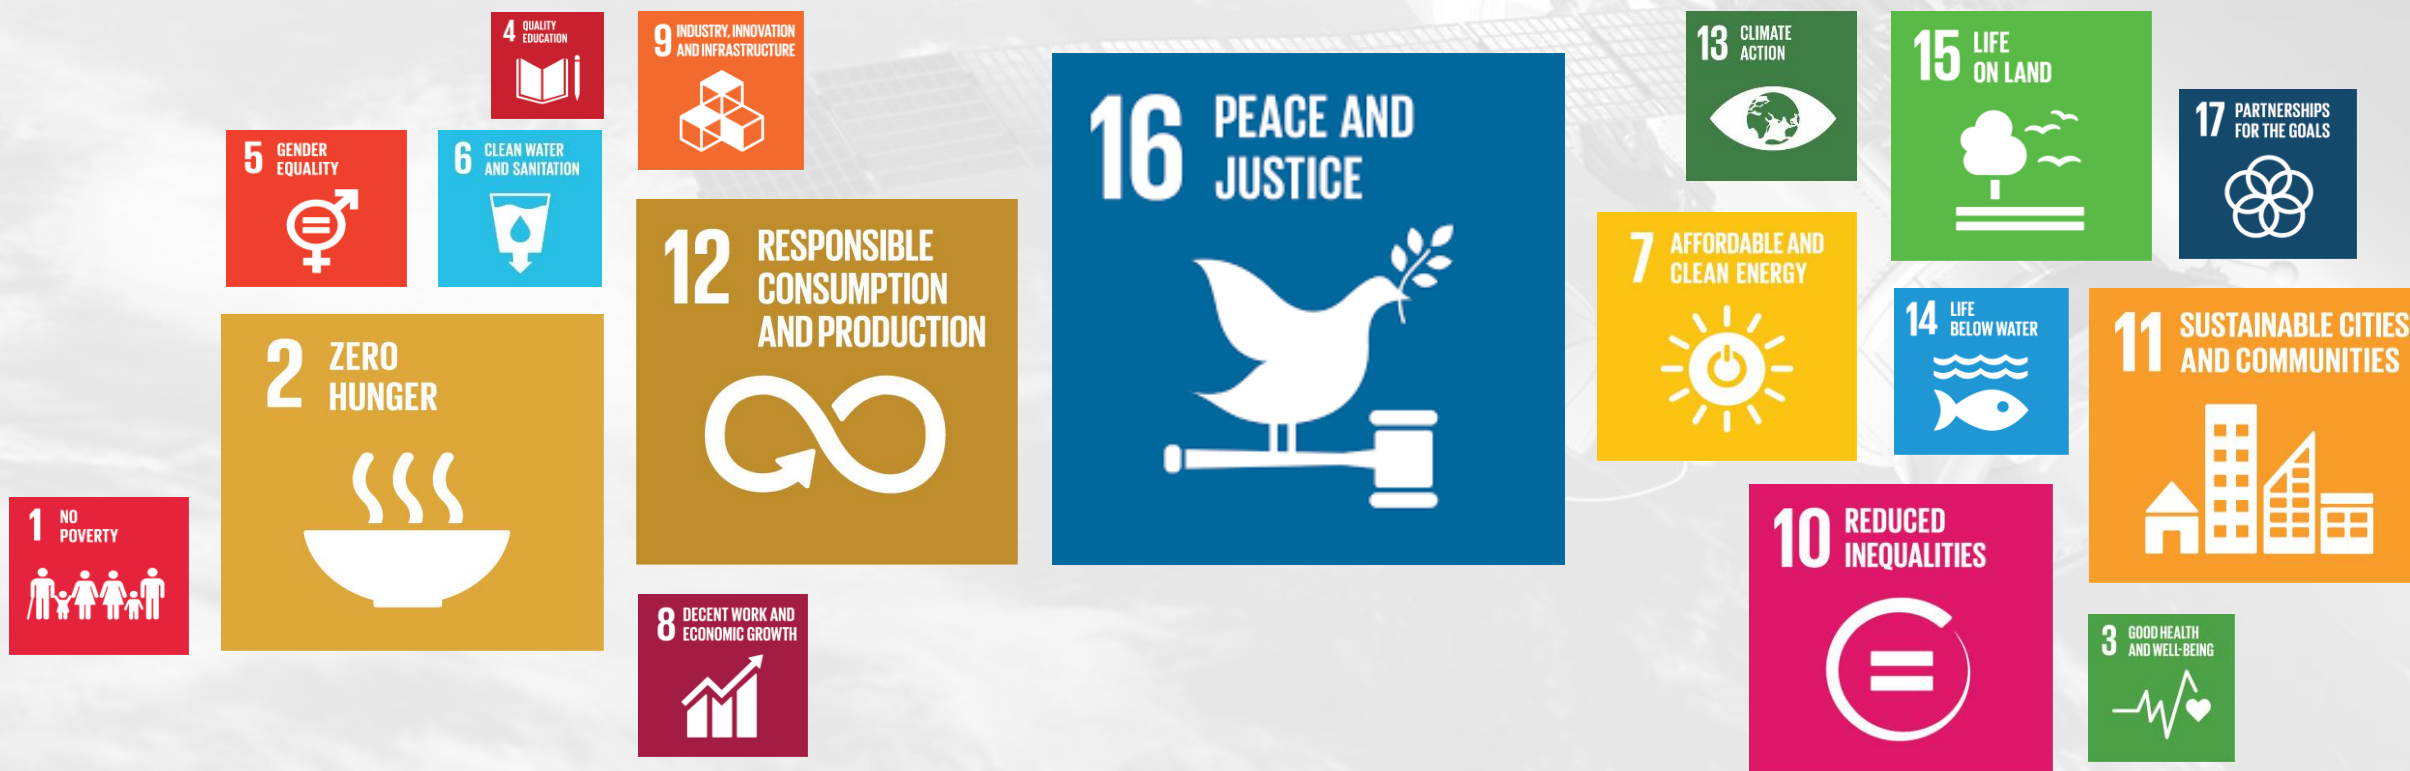 4 QUALITY
EDUCATION
9 INDUSTRY, INNOVATION
AND INFRASTRUCTURE
5 GENDER
EQUALITY
6 CLEAN WATER
AND SANITATION
2 ZERO
HUNGER
12 RESPONSIBLE
CONSUMPTION
AND PRODUCTION
1 NO
POVERTY
8 DECENT WORK AND
ECONOMIC GROWTH
16 PEACE AND
JUSTICE
13 CLIMATE
ACTION
15 LIFE
ON LAND
17 PARTNERSHIPS
FOR THE GOALS
7 AFFORDABLE AND
CLEAN ENERGY
14 LIFE
BELOW WATER
11 SUSTAINABLE CITIES
AND COMMUNITIES
10 REDUCED
INEQUALITIES
3 GOOD HEALTH
AND WELL-BEING